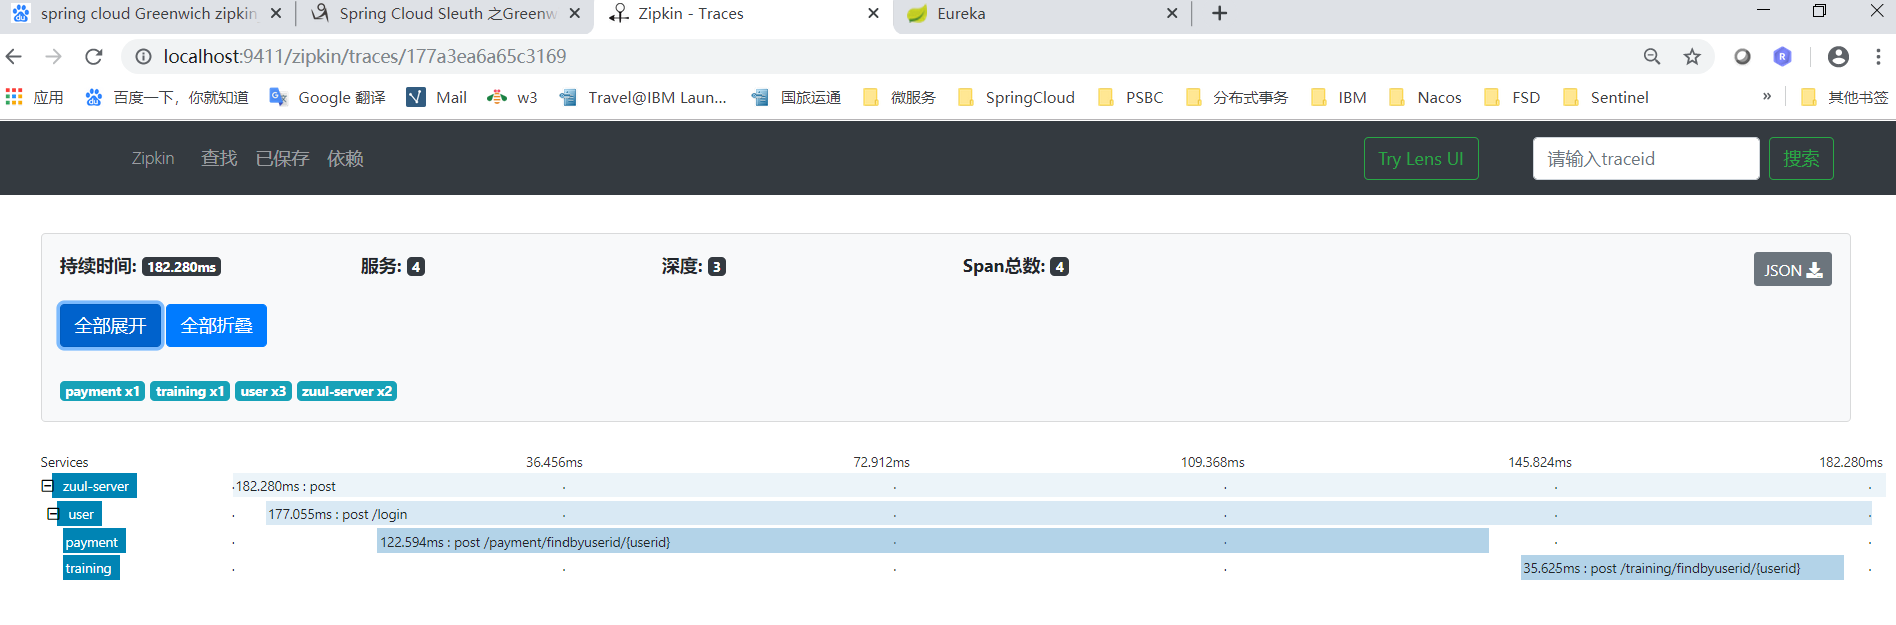 spring cloud Greenwich zipkin
Spring Cloud Sleuth 之Greenw
Zipkin - Traces
Eureka
localhost:9411/zipkin/traces/177a3ea6a65c3169
应用 百度一下，你就知道 Google 翻译 Mail w3 Travel@IBM Laun... 国旅运通 微服务 SpringCloud PSBC 分布式事务 IBM Nacos FSD Sentinel » 其他书签
Zipkin 查找 已保存 依赖 Try Lens UI 请输入traceid 搜索
持续时间: 182.280ms 服务: 4 深度: 3 Span总数: 4 JSON
全部展开 全部折叠
payment x1 training x1 user x3 zuul-server x2
Services 36.456ms 72.912ms 109.368ms 145.824ms 182.280ms
zuul-server 182.280ms : post
user 177.055ms : post /login
payment 122.594ms : post /payment/findbyuserid/{userid}
training 35.625ms : post /training/findbyuserid/{userid}